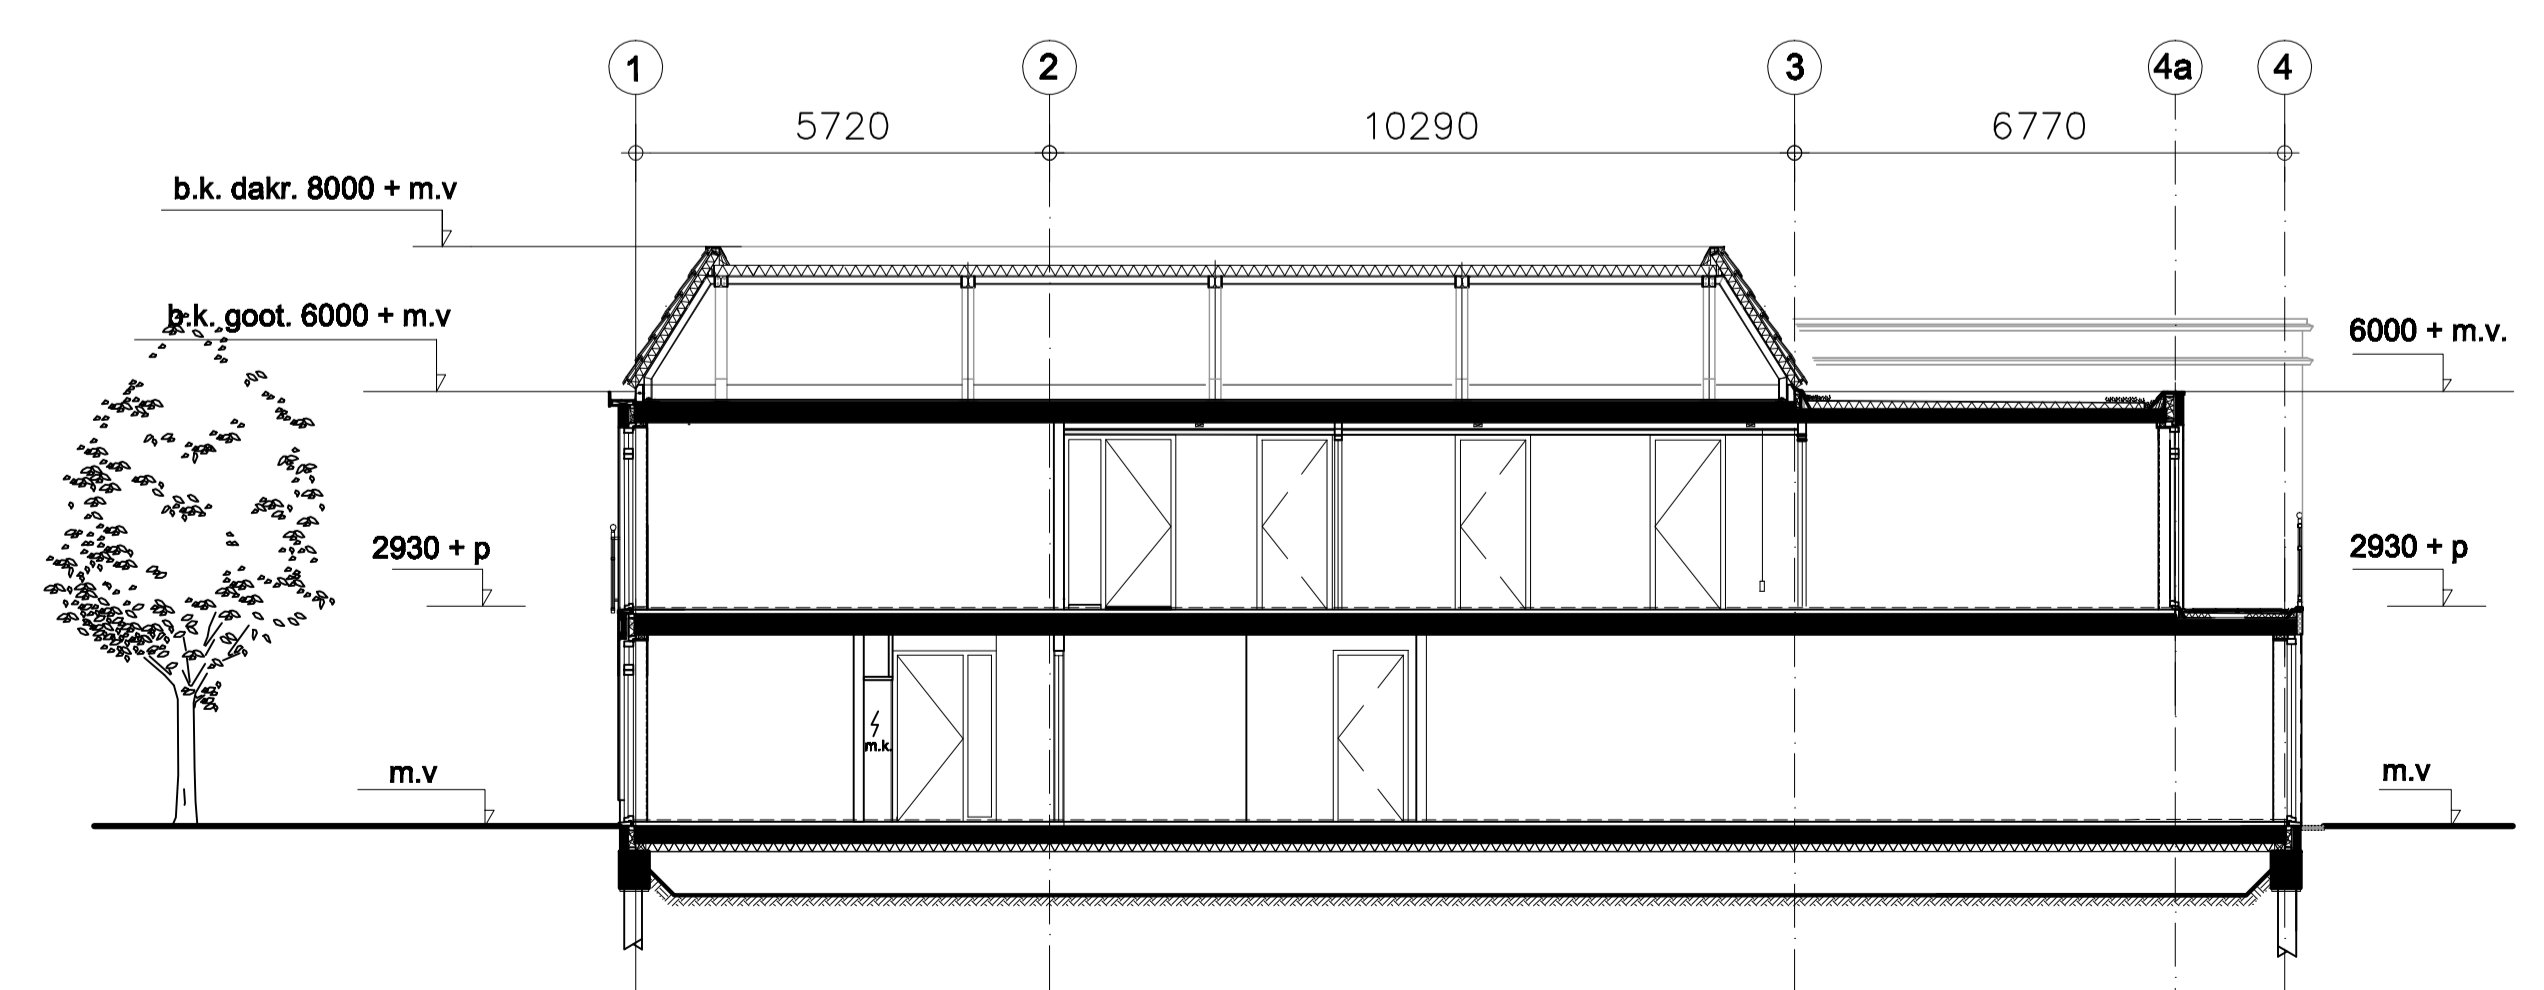 1
2
3
4a
4
5720
10290
6770
b.k. dakr. 8000 + m.v
b.k. goot. 6000 + m.v
6000 + m.v.
2930 + p
2930 + p
m.k.
m.v
m.v